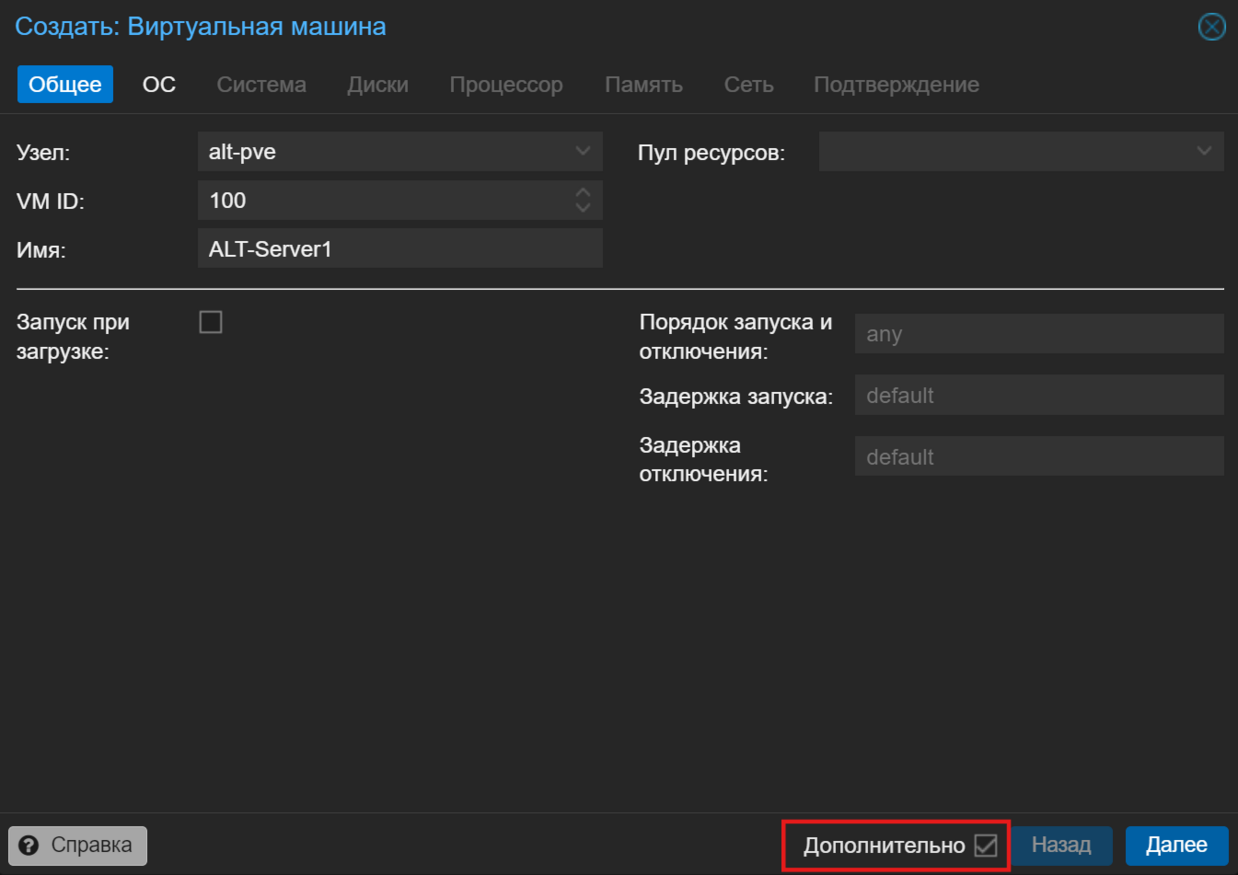 Создать: Виртуальная машина
Общее ОС Система Диски Процессор Память Сеть Подтверждение
Узел: alt-pve Пул ресурсов:
VM ID: 100
Имя: ALT-Server1
Запуск при
загрузке:
Порядок запуска и
отключения:
any
Задержка запуска: default
Задержка
отключения:
default
Справка Дополнительно Назад Далее